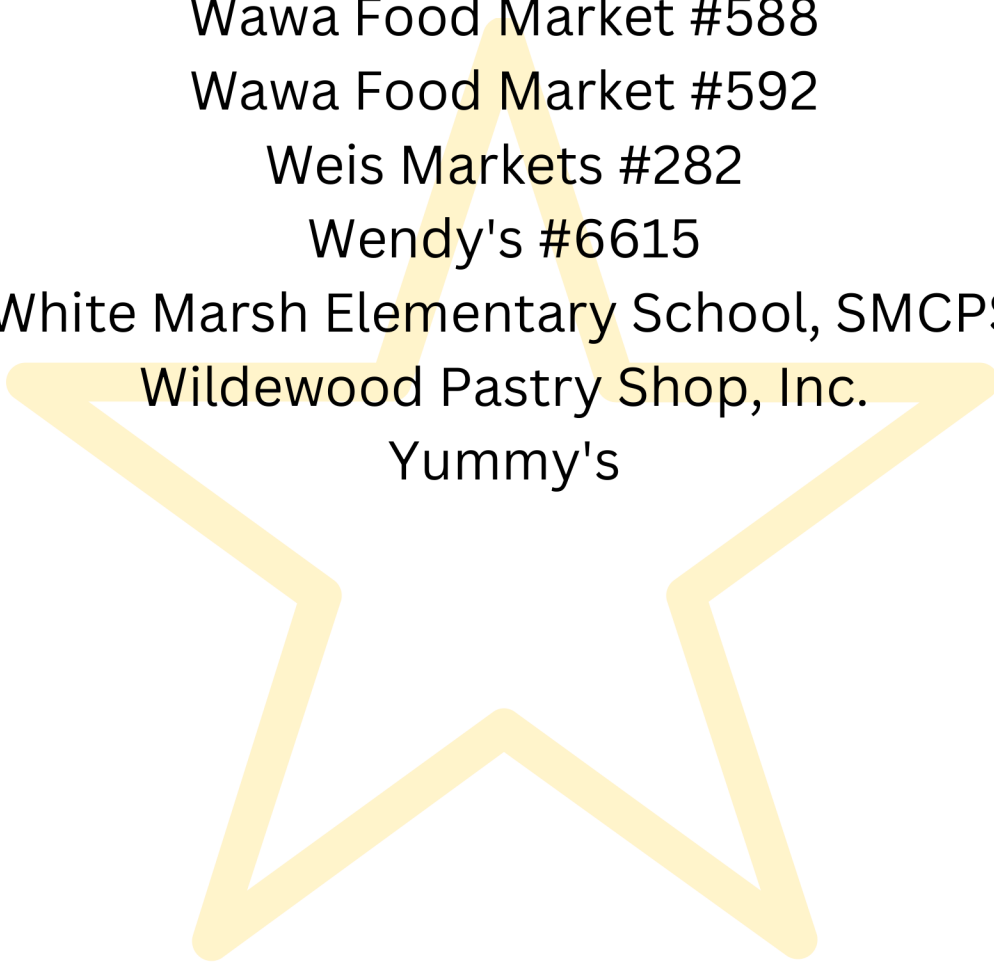 Wawa Food Market #588
Wawa Food Market #592
Weis Markets #282
Wendy's #6615
White Marsh Elementary School, SMCPS
Wildewood Pastry Shop, Inc.
Yummy's